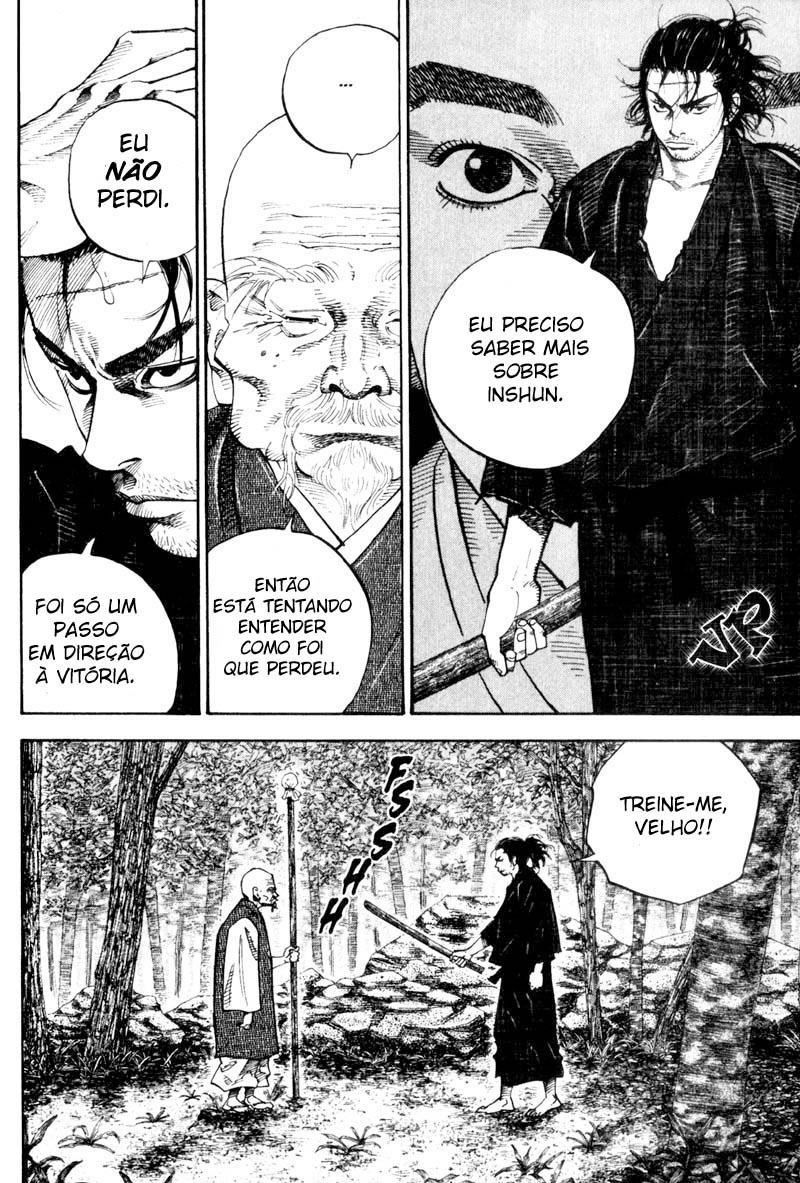 EU PRECISO
SABER MAIS
SOBRE
INSHUN.
...
ENTÃO
ESTÁ TENTANDO
ENTENDER
COMO FOI
QUE PERDEU.
EU
NÃO
PERDI.
FOI SÓ UM
PASSO
EM DIREÇÃO
À VITÓRIA.
VP
TREINE-ME,
VELHO!!
FSSHH